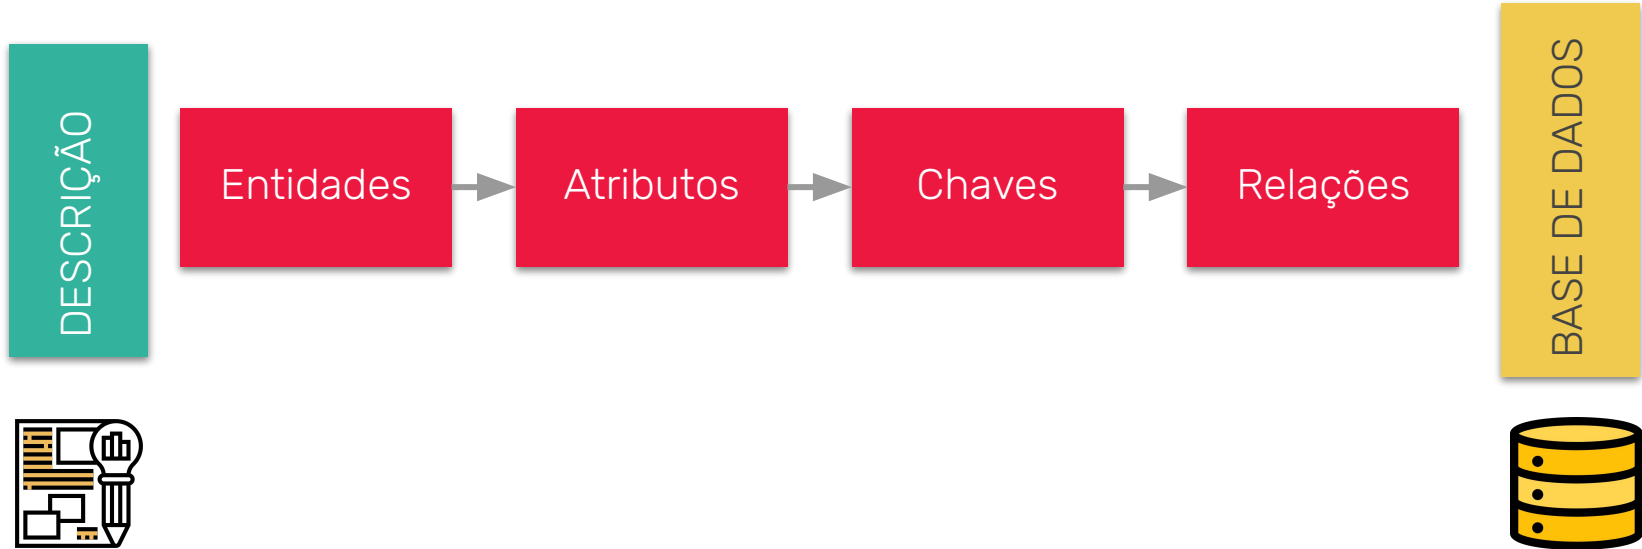 DESCRIÇÃO
Entidades
Atributos
Chaves
Relações
BASE DE DADOS